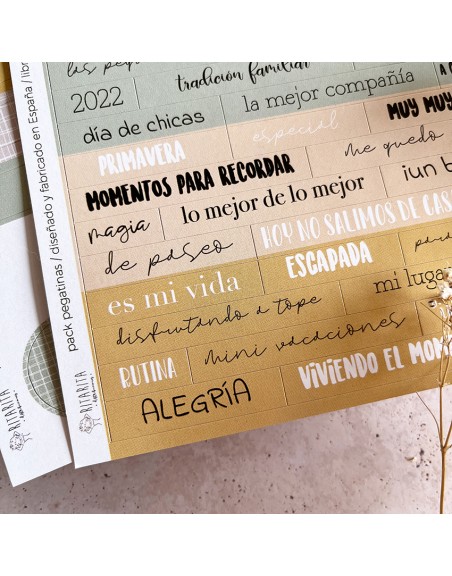 tradición familiar
2022
la mejor compañía
día de chicas
MUY MUY
PRIMAVERA
especial
MOMENTOS PARA RECORDAR
me quedo
¡un b
magia
lo mejor de lo mejor
de paseo
HOY NO SALIMOS DE CAS
es mi vida
ESCAPADA
disfrutando a tope
mi luga
RUTINA
mini vacaciones
ALEGRÍA
VIVIENDO EL MOM
pack pegatinas / diseñado y fabricado en España / libr
RITARITA
RITARITA